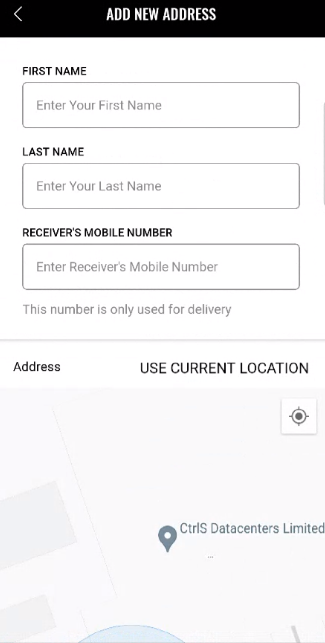 ADD NEW ADDRESS
FIRST NAME
Enter Your First Name
LAST NAME
Enter Your Last Name
RECEIVER'S MOBILE NUMBER
Enter Receiver's Mobile Number
This number is only used for delivery
Address USE CURRENT LOCATION
CtrlS Datacenters Limited
...